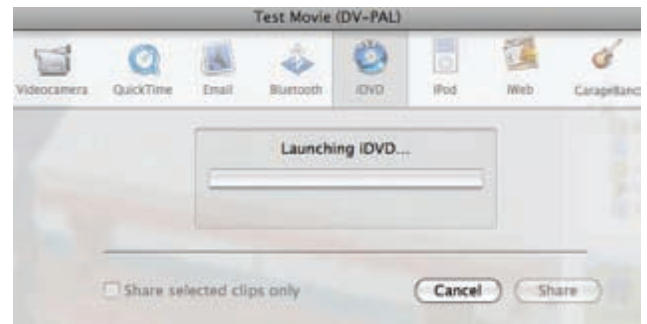 Test Movie (DV-PAL)
Videocamera QuickTime Email Bluetooth iDVD iPod iWeb GarageBand
Launching iDVD...
Share selected clips only Cancel Share